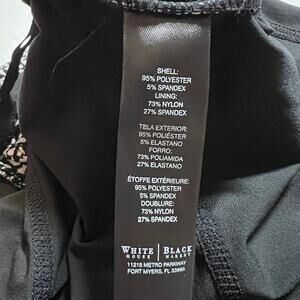 SHELL:
95% POLYESTER
5% SPANDEX
LINING:
73% NYLON
27% SPANDEX
TELA EXTERIOR:
95% POLIÉSTER
5% ELASTANO
FORRO:
73% POLIAMIDA
27% ELASTANO
ÉTOFFE EXTÉRIEURE:
95% POLYESTER
5% SPANDEX
DOUBLURE:
73% NYLON
27% SPANDEX
WHITE | BLACK
HOUSE | MARKET
11215 METRO PARKWAY
FORT MYERS, FL 33966